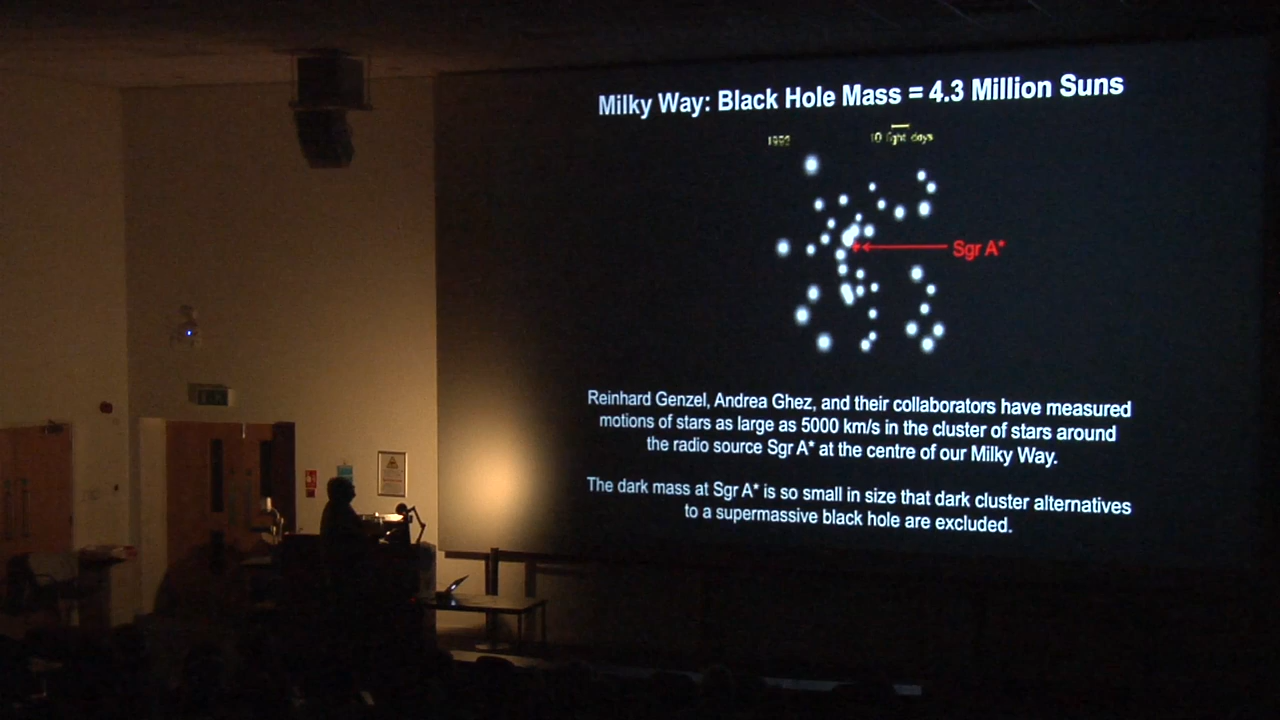 Milky Way: Black Hole Mass = 4.3 Million Suns
1992
10 light days
Sgr A*
Reinhard Genzel, Andrea Ghez, and their collaborators have measured
motions of stars as large as 5000 km/s in the cluster of stars around
the radio source Sgr A* at the centre of our Milky Way.
The dark mass at Sgr A* is so small in size that dark cluster alternatives
to a supermassive black hole are excluded.